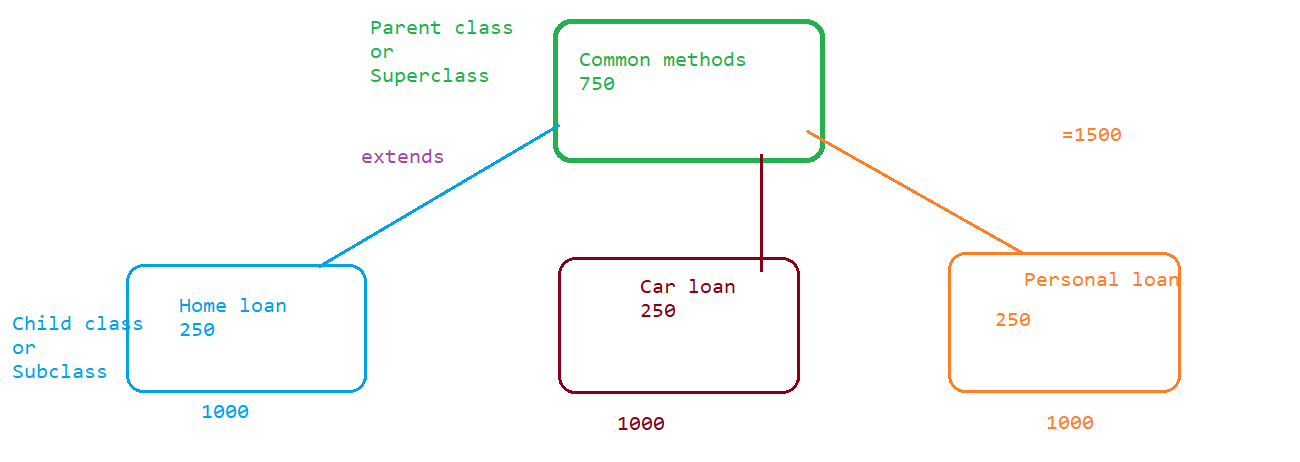 Parent class
or
Superclass
Common methods
750
=1500
extends
Home loan
250
Car loan
250
Personal loan
250
Child class
or
Subclass
1000
1000
1000